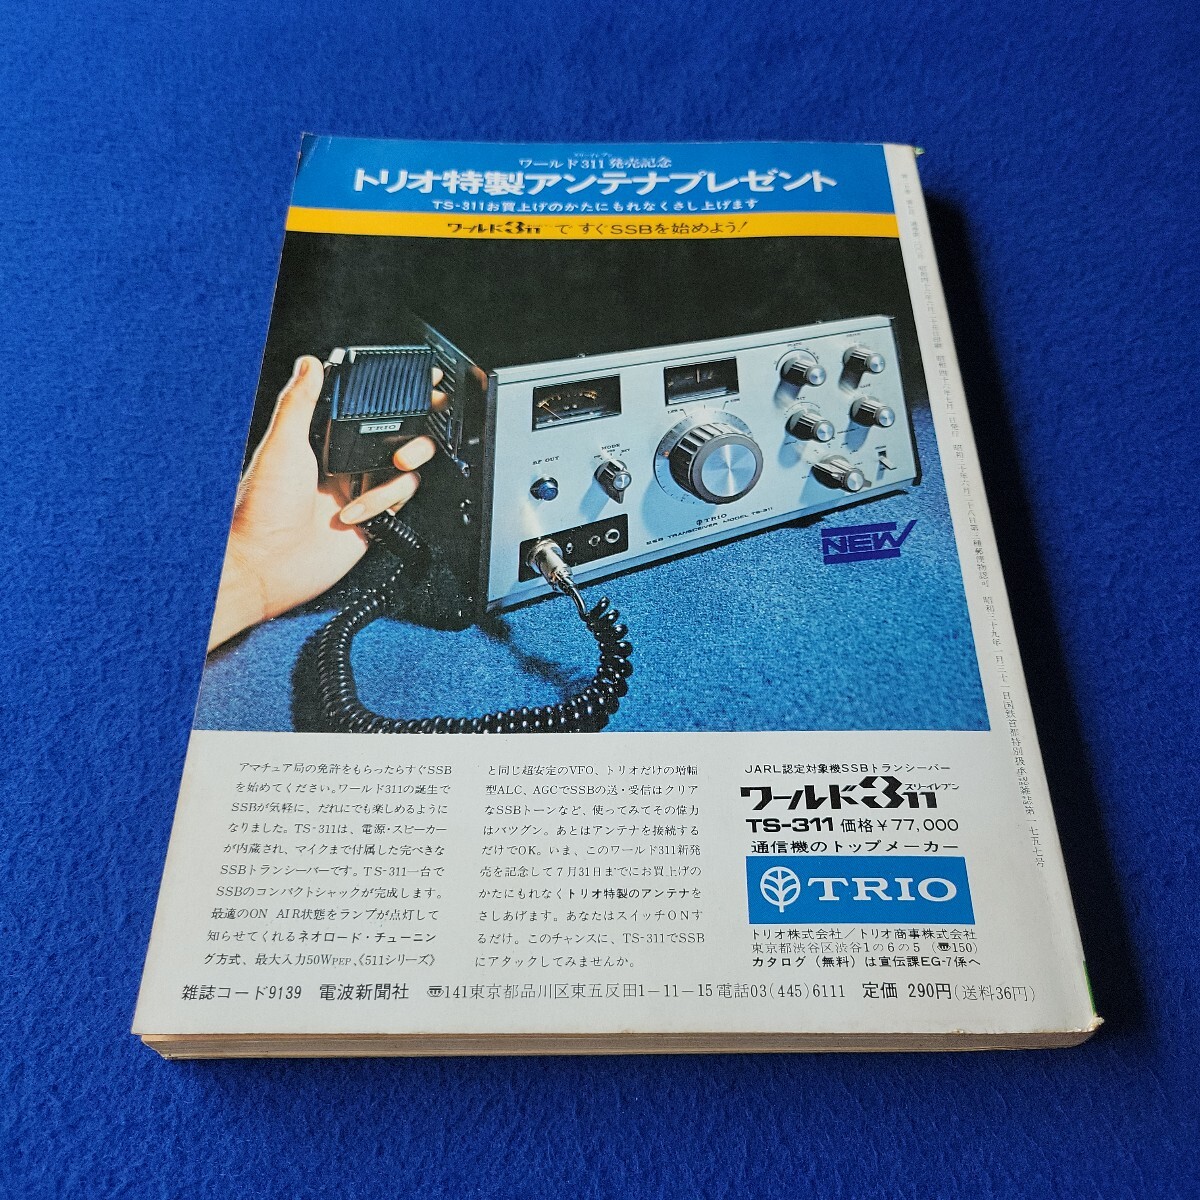 スリーイレブン
ワールド311発売記念
トリオ特製アンテナプレゼント
TS-311お買上げのかたにもれなくさし上げます
ワールド311ですぐSSBを始めよう!
TRIO
RF OUT
MODE
TRIO
SSB TRANSCEIVER MODEL TS-311
NEW
アマチュア局の免許をもらったらすぐSSB
を始めてください。ワールド311の誕生で
SSBが気軽に、だれにでも楽しめるように
なりました。TS-311は、電源・スピーカー
が内蔵され、マイクまで付属した完ぺきな
SSBトランシーバーです。TS-311一台で
SSBのコンパクトシャックが完成します。
最適のON AIR状態をランプが点灯して
知らせてくれるネオロード・チューニン
グ方式、最大入力50WPEP、《511シリーズ》
と同じ超安定のVFO、トリオだけの増幅
型ALC、AGCでSSBの送・受信はクリア
なSSBトーンなど、使ってみてその偉力
はバツグン。あとはアンテナを接続する
だけでOK。いま、このワールド311新発
売を記念して7月31日までにお買上げの
かたにもれなくトリオ特製のアンテナを
さしあげます。あなたはスイッチONす
るだけ。このチャンスに、TS-311でSSB
にアタックしてみませんか。
JARL認定対象機SSBトランシーバー
ワールド311スリーイレブン
TS-311 価格¥77,000
通信機のトップメーカー
TRIO
トリオ株式会社/トリオ商事株式会社
東京都渋谷区渋谷1の6の5 (〠150)
カタログ(無料)は宣伝課EG-7係へ
雑誌コード9139 電波新聞社 〠141東京都品川区東五反田1-11-15電話03(445)6111 定価 290円(送料36円)